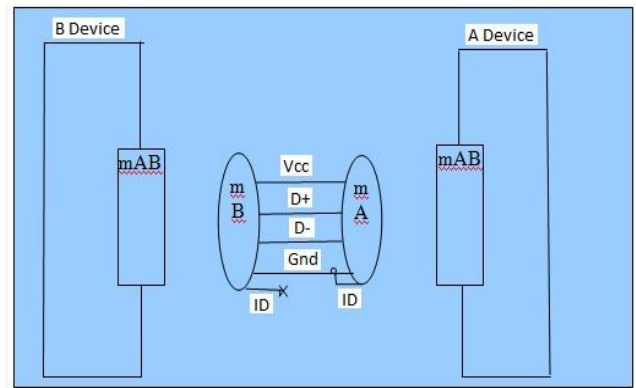 B Device
A Device
mAB
mAB
m
B
Vcc
D+
D-
Gnd
m
A
ID
ID